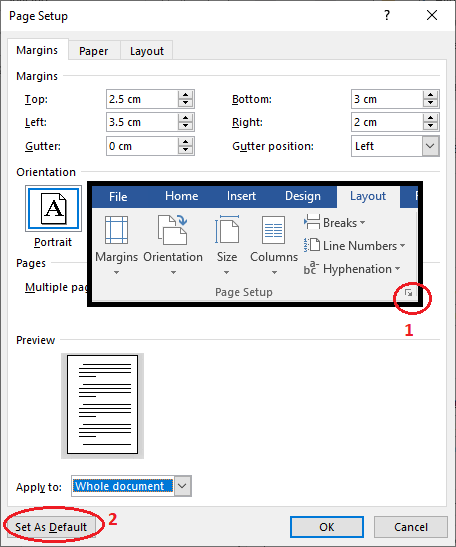 Page Setup
Margins Paper Layout
Margins
Top: 2.5 cm Bottom: 3 cm
Left: 3.5 cm Right: 2 cm
Gutter: 0 cm Gutter position: Left
Orientation
A
Portrait
File Home Insert Design Layout
Margins Orientation Size Columns
Breaks
Line Numbers
a-
bc Hyphenation
Page Setup
1
Pages
Multiple
Preview
Apply to: Whole document
Set As Default 2 OK Cancel